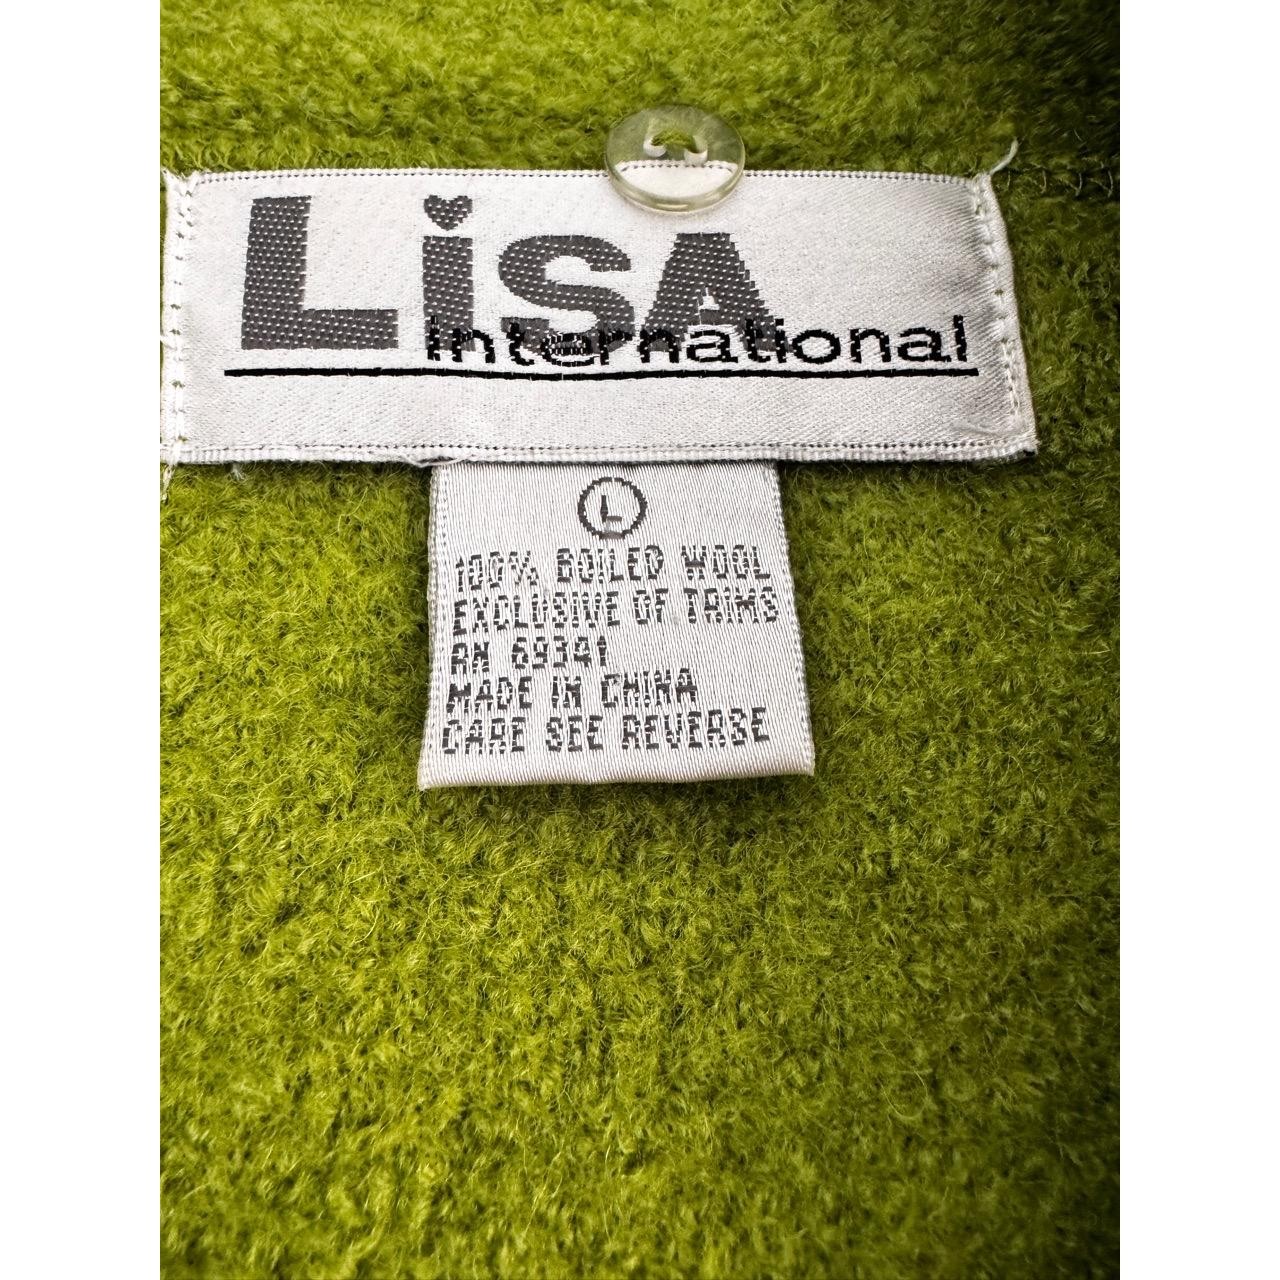 LiSA
international
L
100% BOILED WOOL
EXCLUSIVE OF TRIMS
RN 69341
MADE IN CHINA
CARE SEE REVERSE